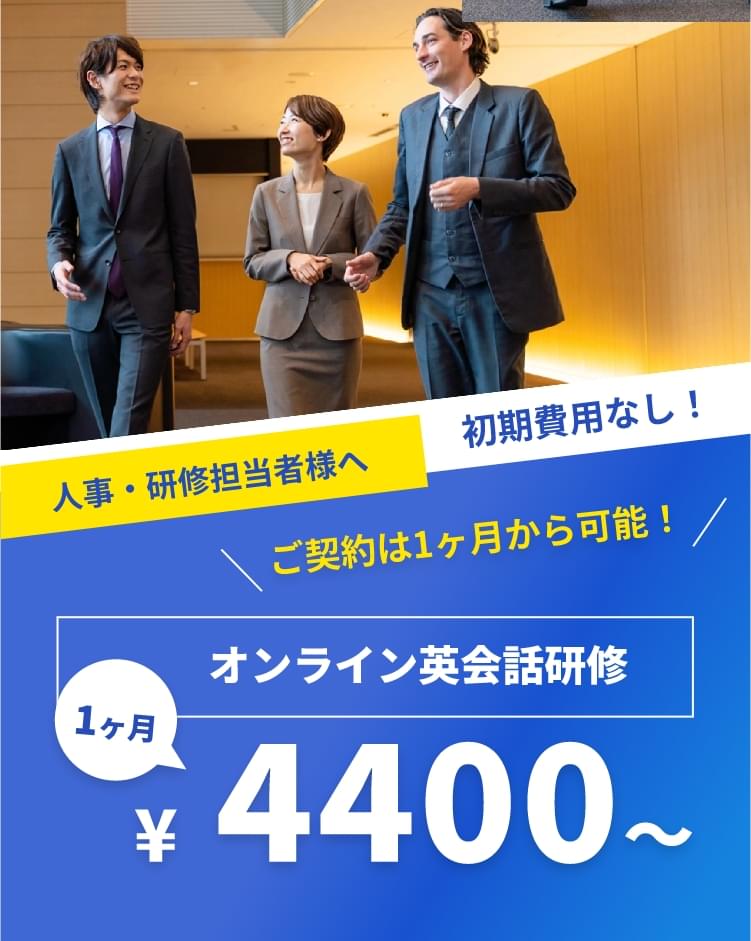 初期費用なし！
人事・研修担当者様へ
ご契約は1ヶ月から可能！
オンライン英会話研修
1ヶ月
¥ 4400～